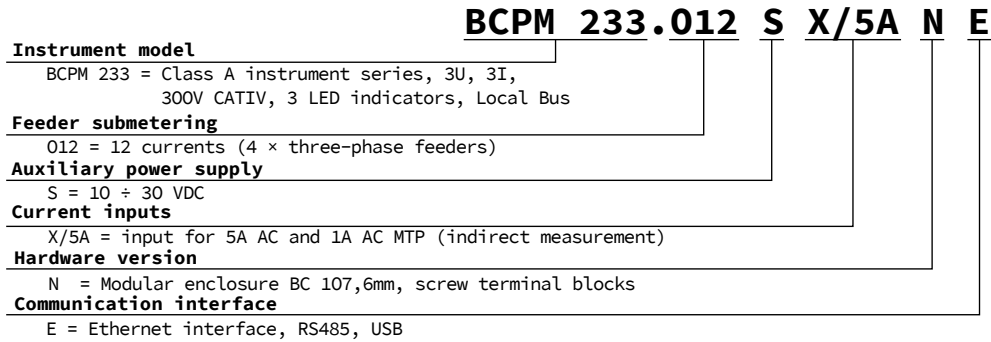 BCPM 233.012 S X/5A N E
Instrument model
BCPM 233 = Class A instrument series, 3U, 3I,
300V CATIV, 3 LED indicators, Local Bus
Feeder submetering
012 = 12 currents (4 × three-phase feeders)
Auxiliary power supply
S = 10 ÷ 30 VDC
Current inputs
X/5A = input for 5A AC and 1A AC MTP (indirect measurement)
Hardware version
N = Modular enclosure BC 107,6mm, screw terminal blocks
Communication interface
E = Ethernet interface, RS485, USB